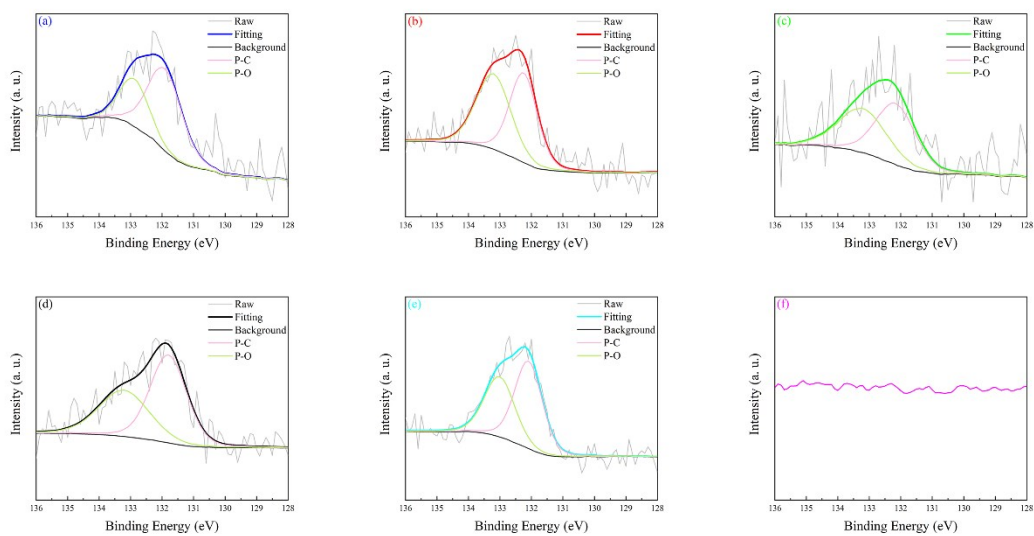 (a)
Raw
Fitting
Background
P-C
P-O
Intensity (a. u.)
136 135 134 133 132 131 130 129 128
Binding Energy (eV)
(b)
Raw
Fitting
Background
P-C
P-O
Intensity (a. u.)
136 135 134 133 132 131 130 129 128
Binding Energy (eV)
(c)
Raw
Fitting
Background
P-C
P-O
Intensity (a. u.)
136 135 134 133 132 131 130 129 128
Binding Energy (eV)
(d)
Raw
Fitting
Background
P-C
P-O
Intensity (a. u.)
136 135 134 133 132 131 130 129 128
Binding Energy (eV)
(e)
Raw
Fitting
Background
P-C
P-O
Intensity (a. u.)
136 135 134 133 132 131 130 129 128
Binding Energy (eV)
(f)
Intensity (a. u.)
136 135 134 133 132 131 130 129 128
Binding Energy (eV)